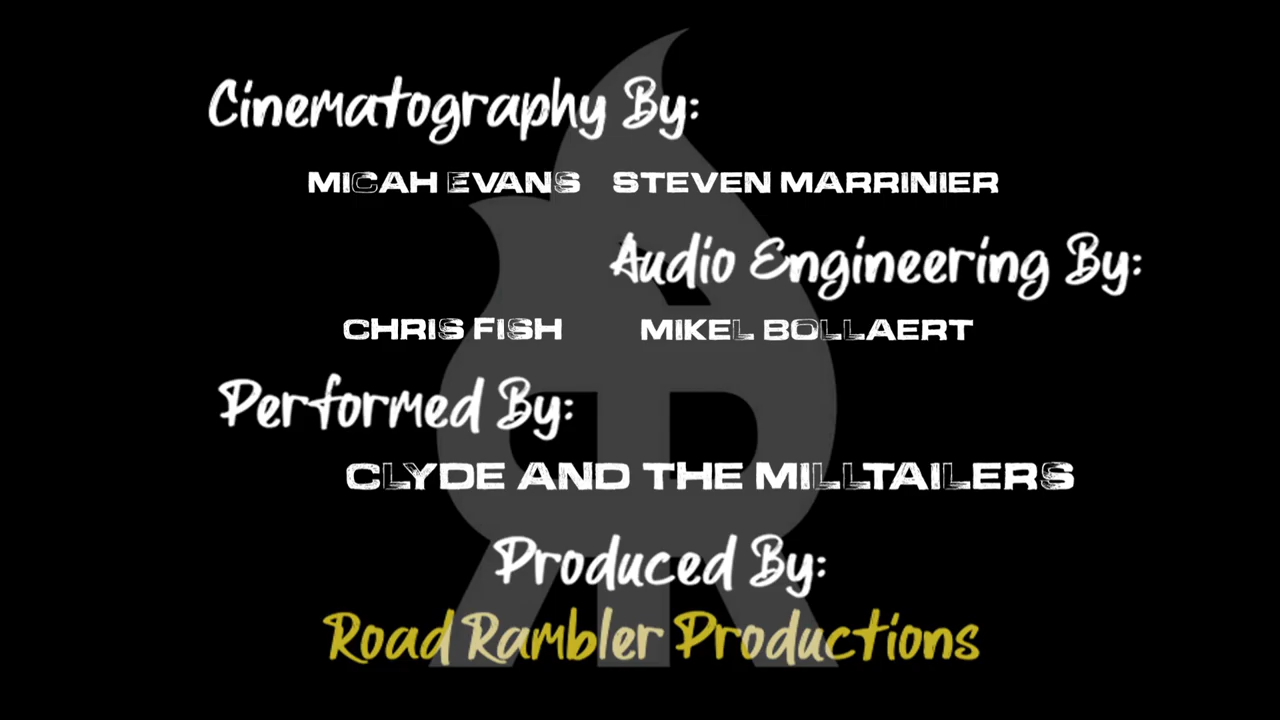 Cinematography By:
MICAH EVANS STEVEN MARRINIER
Audio Engineering By:
CHRIS FISH MIKEL BOLLAERT
Performed By:
CLYDE AND THE MILLTAILERS
Produced By:
Road Rambler Productions